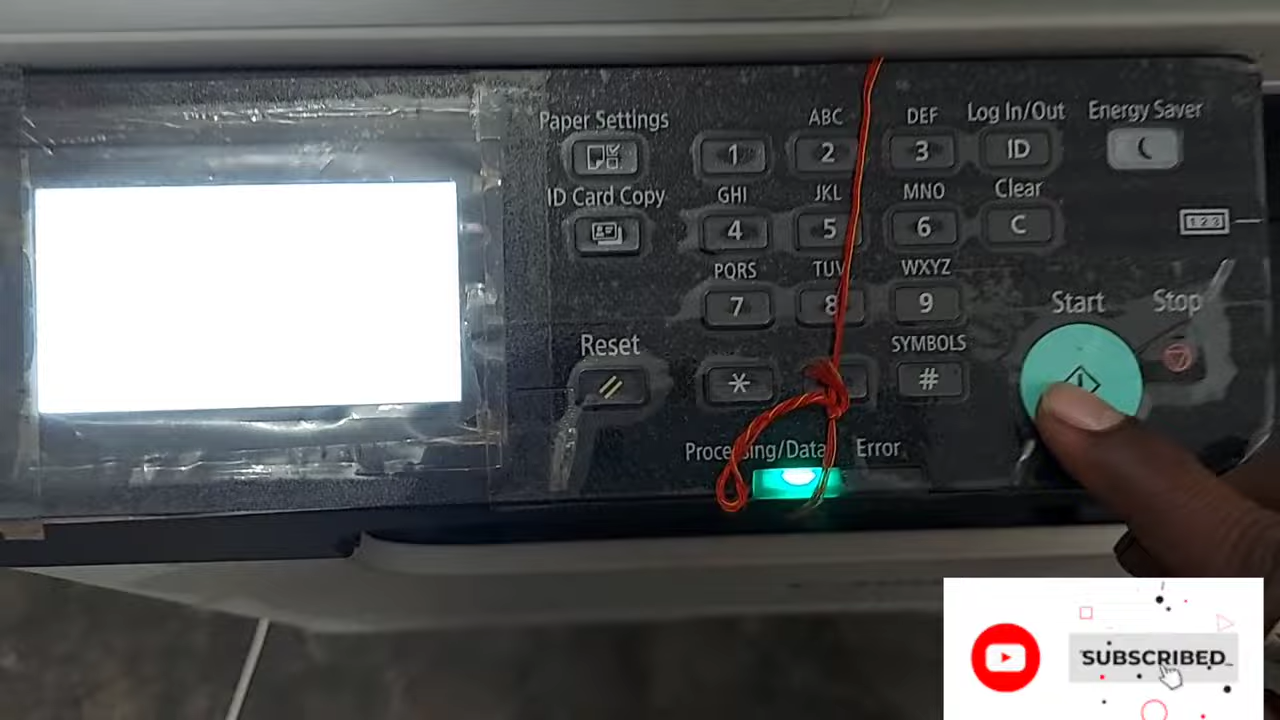 Paper Settings
ABC
DEF
Log In/Out
Energy Saver
1
2
3
ID
ID Card Copy
GHI
JKL
MNO
Clear
4
5
6
C
123
PQRS
TUV
WXYZ
7
8
9
Start
Stop
Reset
SYMBOLS
*
#
Processing/Data
Error
SUBSCRIBED